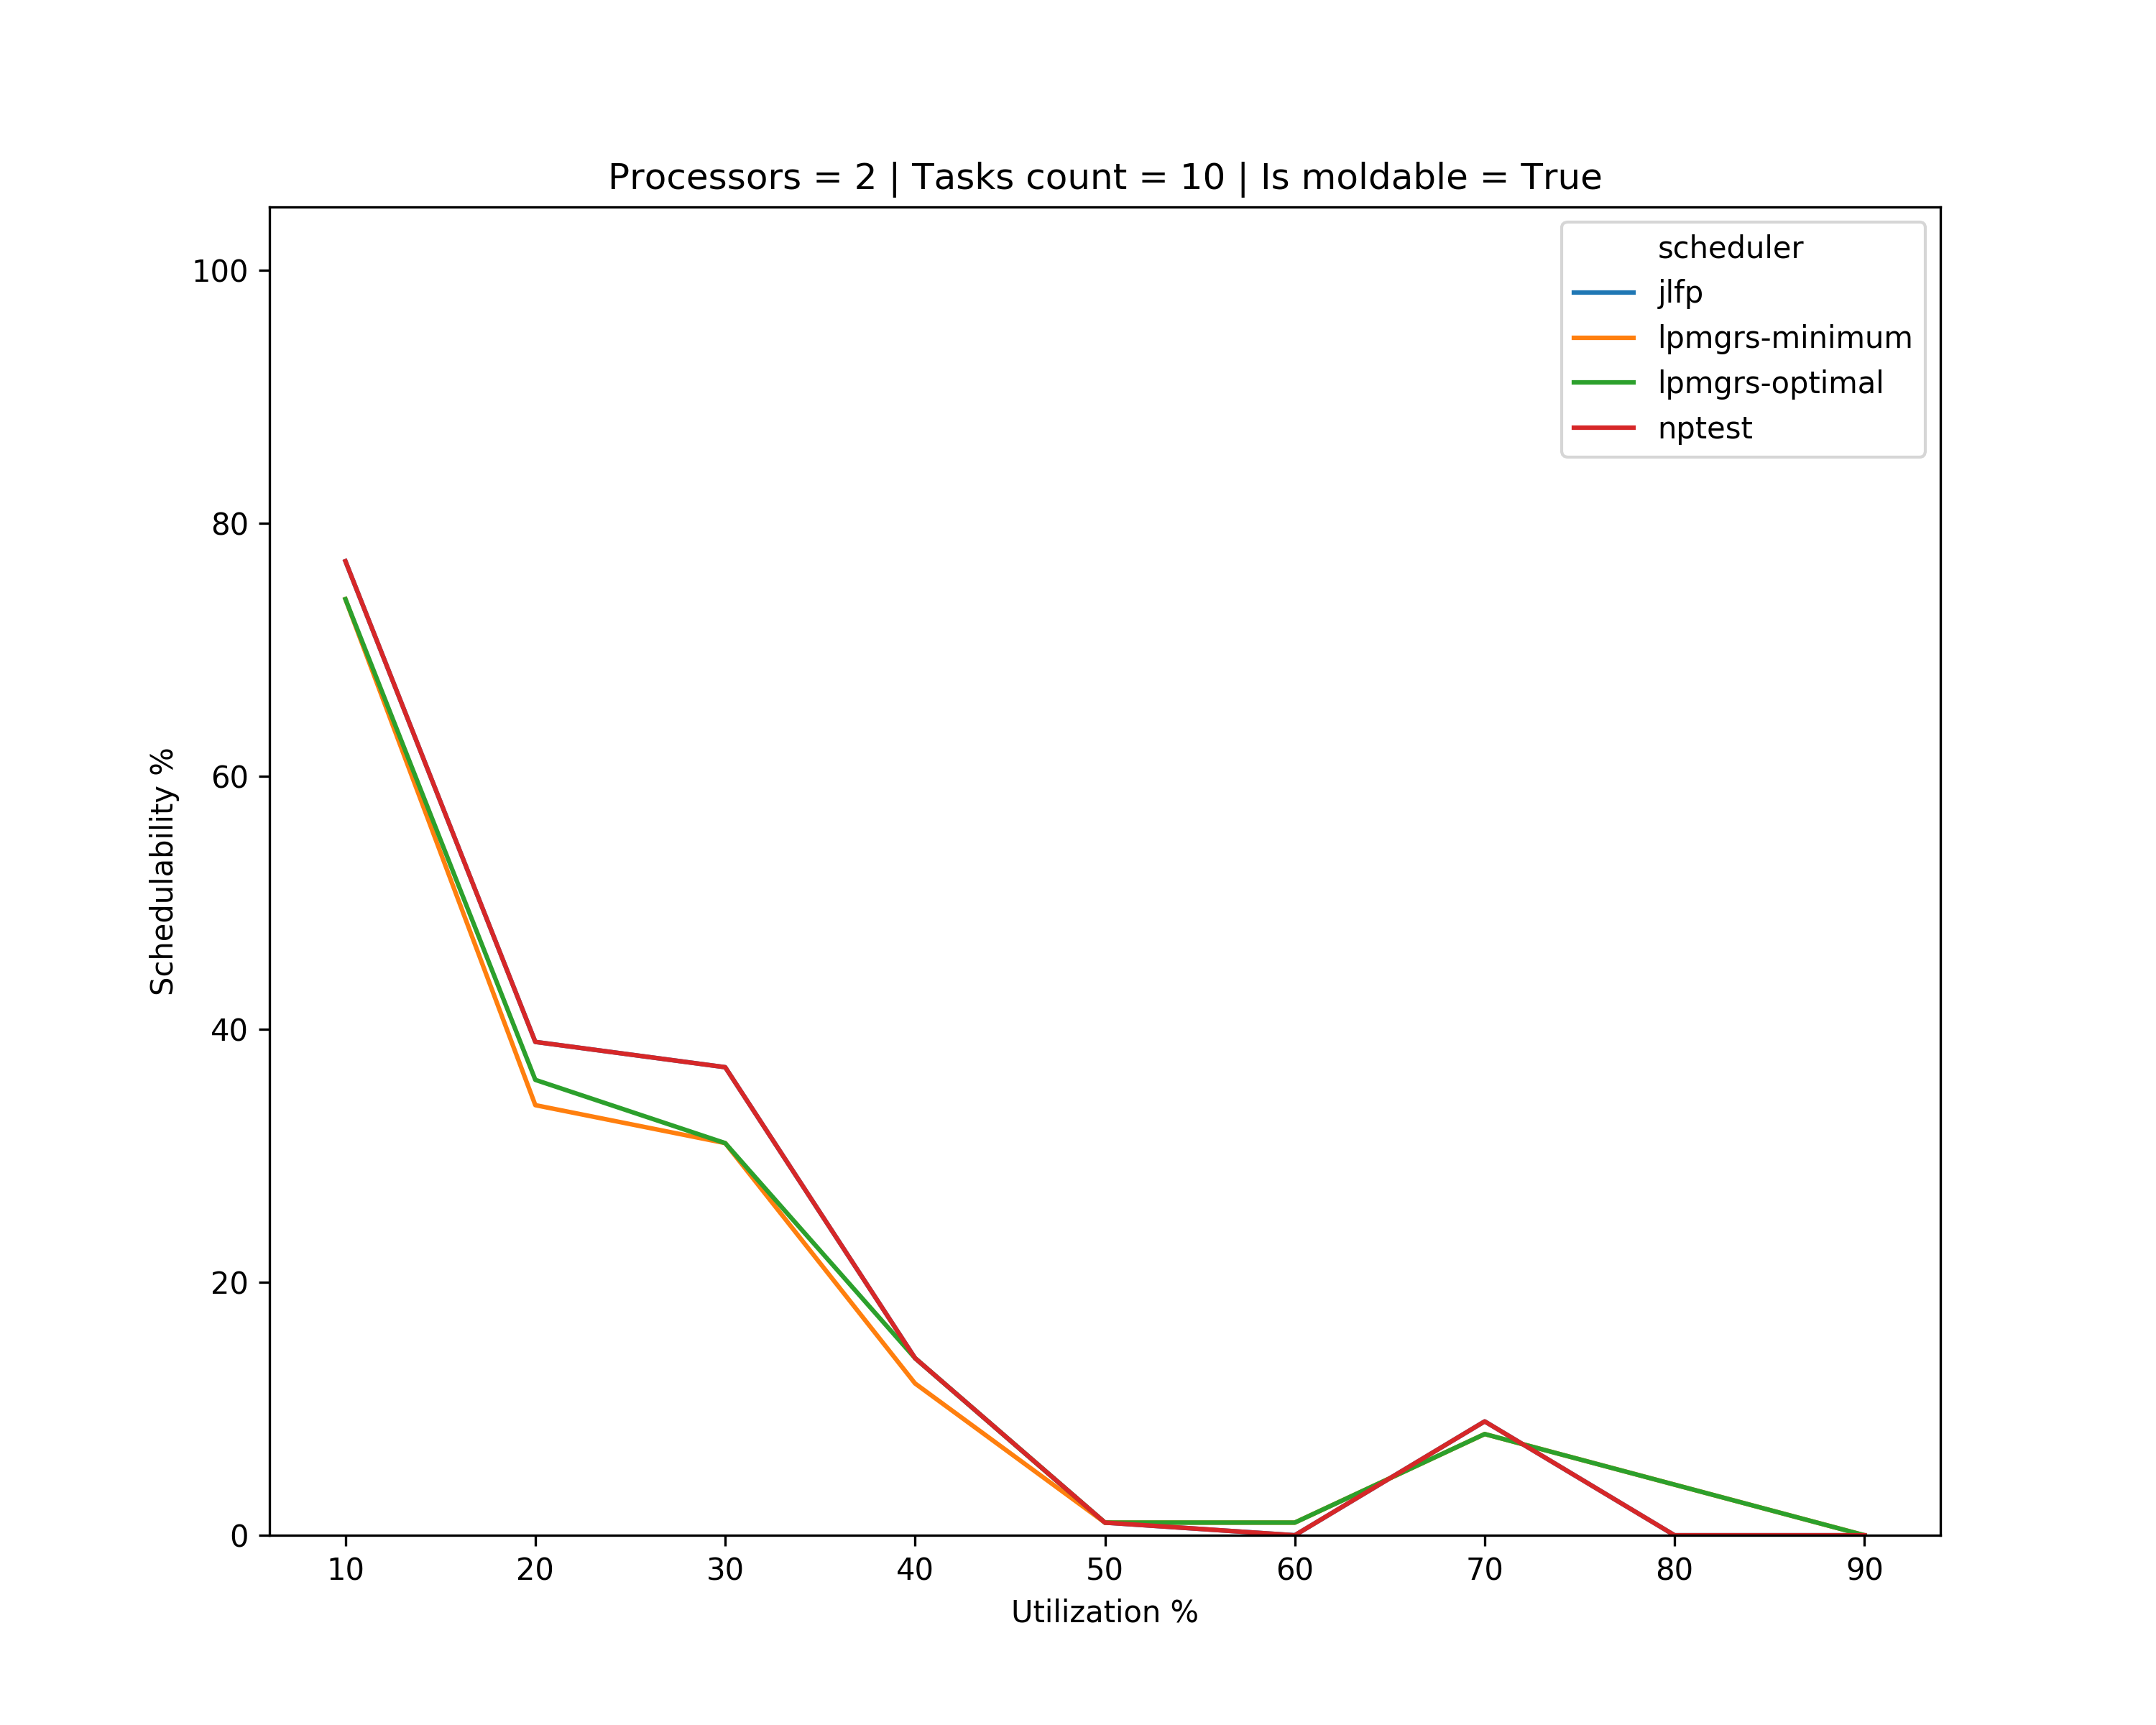 Processors = 2 | Tasks count = 10 | Is moldable = True
scheduler
jlfp
lpmgrs-minimum
lpmgrs-optimal
nptest
100
80
60
40
20
0
Schedulability %
10 20 30 40 50 60 70 80 90
Utilization %